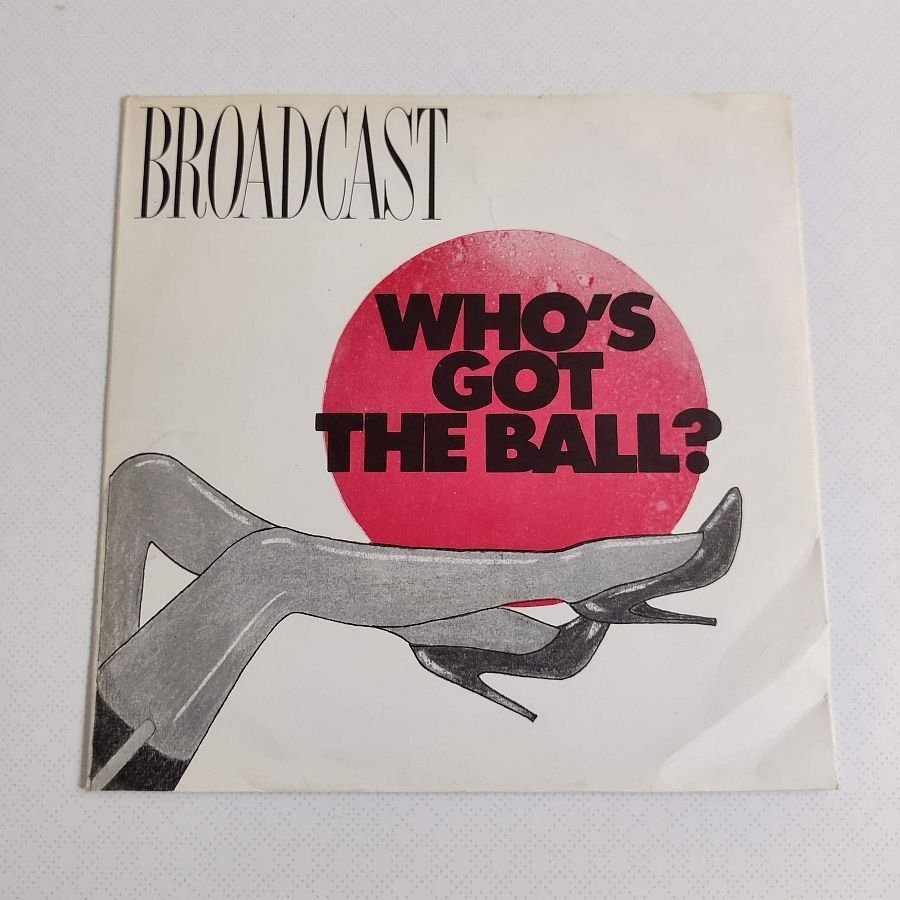 BROADCAST
WHO'S
GOT
THE BALL?